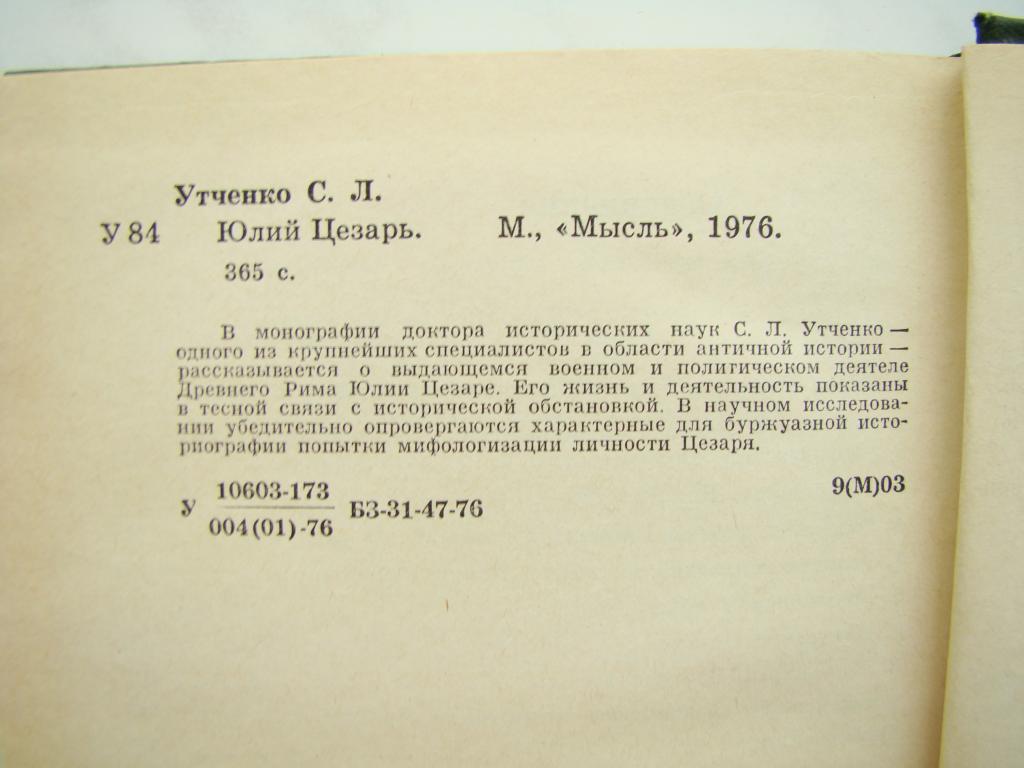 Утченко С. Л.
У 84 Юлий Цезарь. М., «Мысль», 1976.
365 с.
В монографии доктора исторических наук С. Л. Утченко —
одного из крупнейших специалистов в области античной истории —
рассказывается о выдающемся военном и политическом деятеле
Древнего Рима Юлии Цезаре. Его жизнь и деятельность показаны
в тесной связи с исторической обстановкой. В научном исследова-
нии убедительно опровергаются характерные для буржуазной исто-
риографии попытки мифологизации личности Цезаря.
У 10603-173 БЗ-31-47-76 9(М)03
004(01)-76